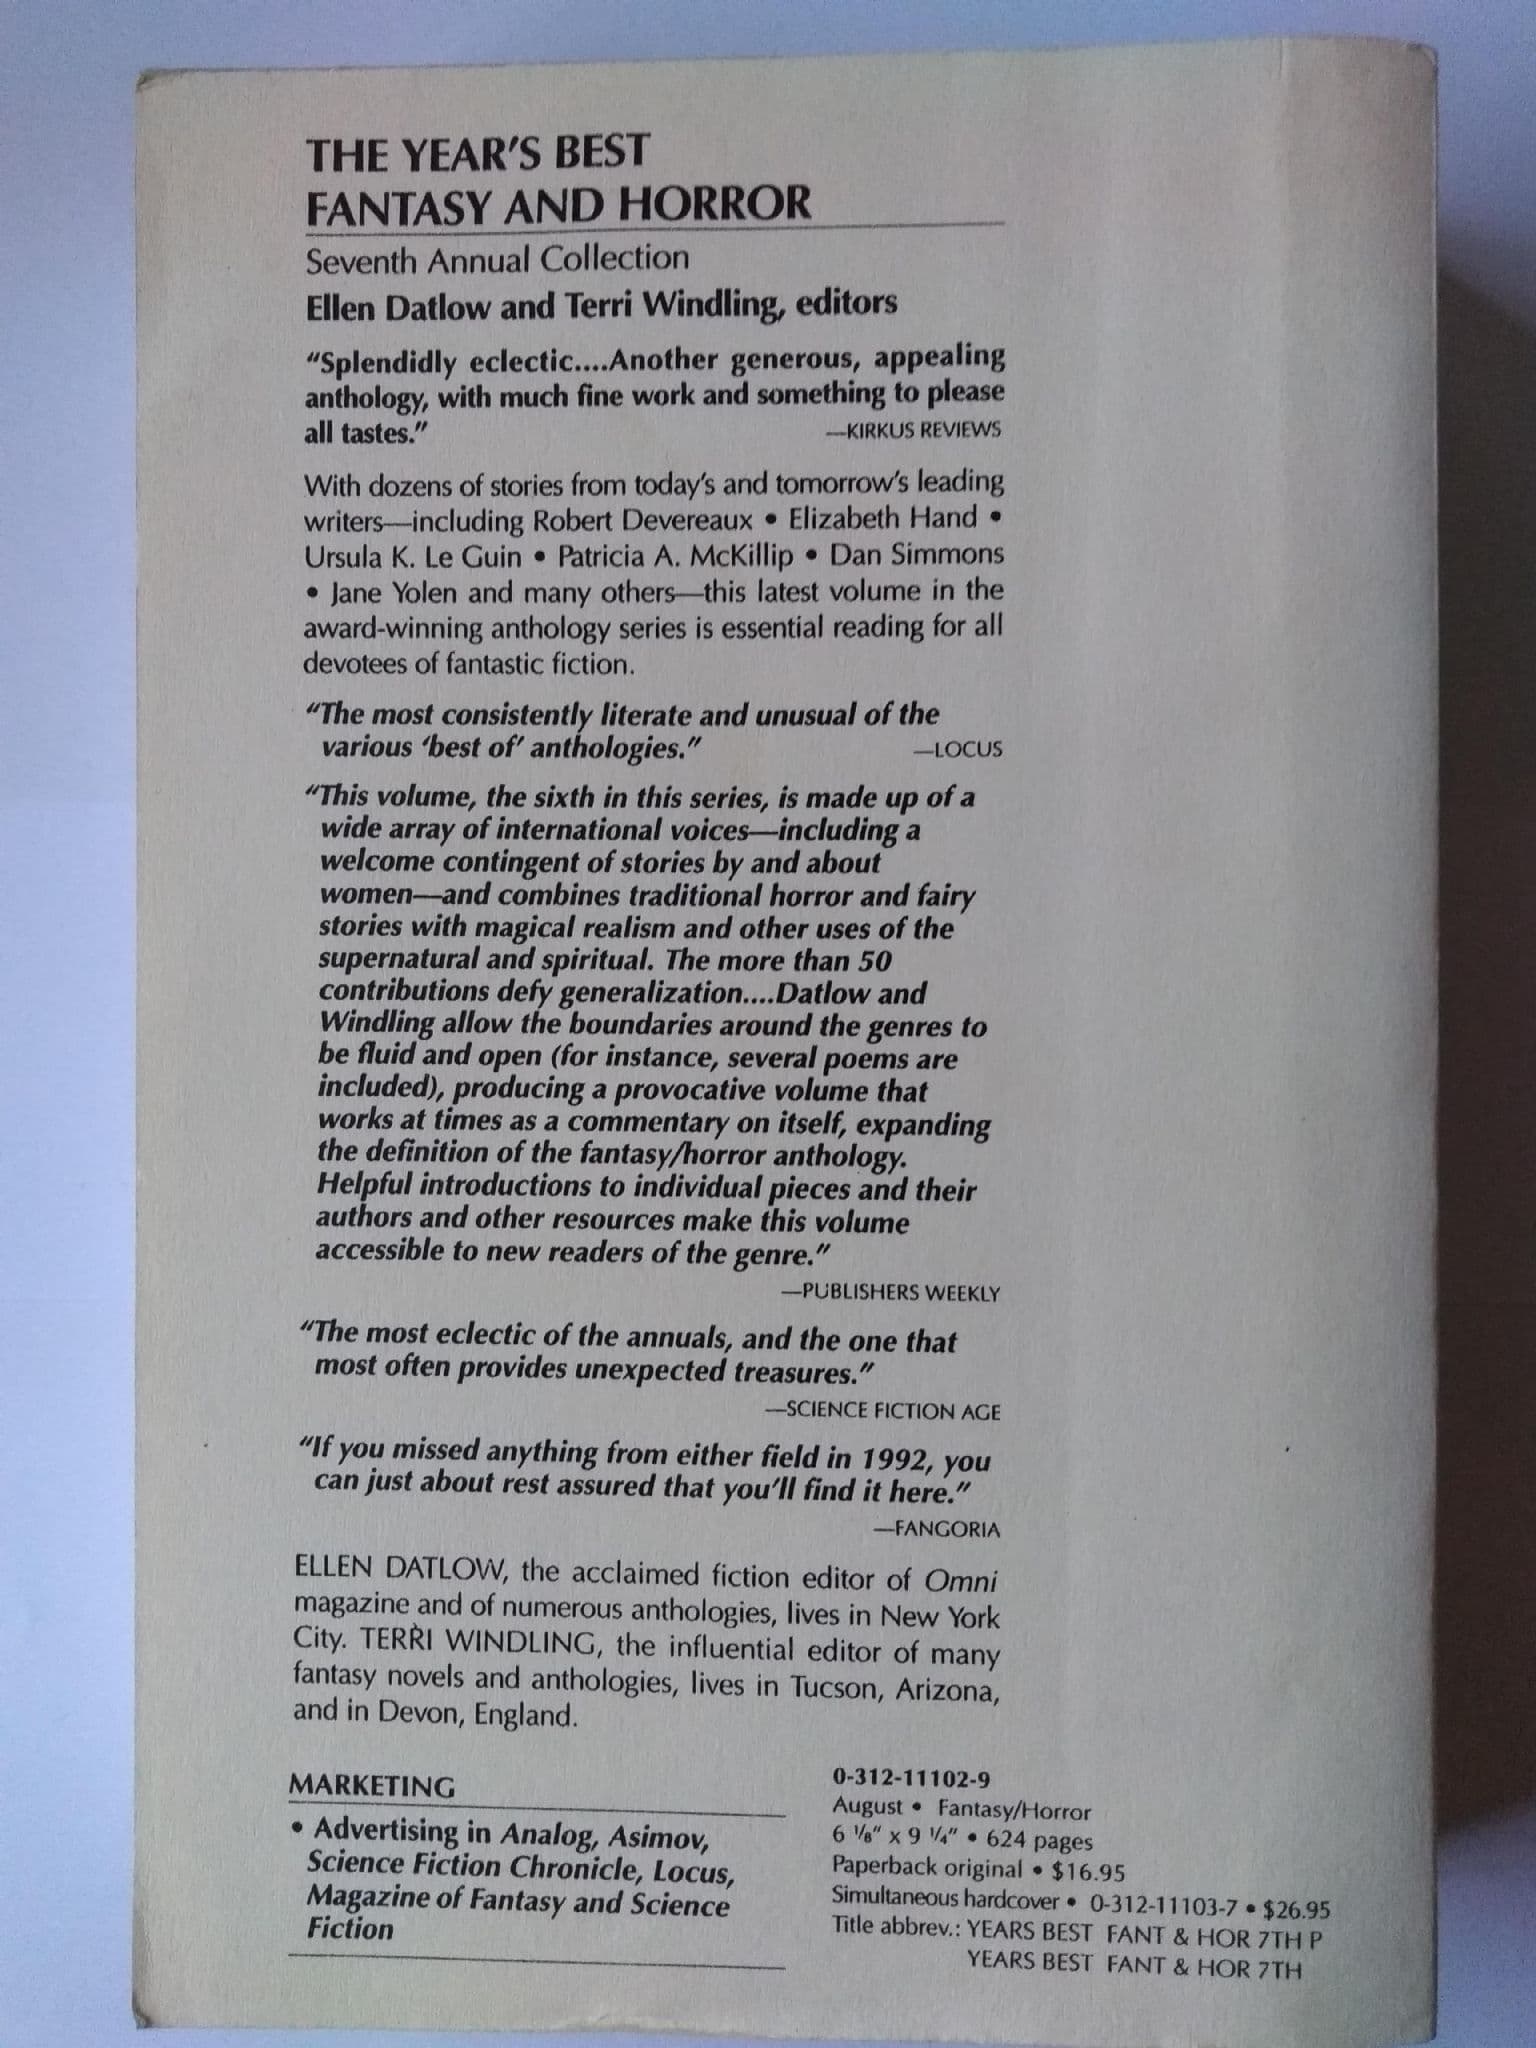 THE YEAR'S BEST
FANTASY AND HORROR
Seventh Annual Collection
Ellen Datlow and Terri Windling, editors
"Splendidly eclectic....Another generous, appealing
anthology, with much fine work and something to please
all tastes." —KIRKUS REVIEWS
With dozens of stories from today's and tomorrow's leading
writers—including Robert Devereaux • Elizabeth Hand •
Ursula K. Le Guin • Patricia A. McKillip • Dan Simmons
• Jane Yolen and many others—this latest volume in the
award-winning anthology series is essential reading for all
devotees of fantastic fiction.
"The most consistently literate and unusual of the
various 'best of' anthologies." —LOCUS
"This volume, the sixth in this series, is made up of a
wide array of international voices—including a
welcome contingent of stories by and about
women—and combines traditional horror and fairy
stories with magical realism and other uses of the
supernatural and spiritual. The more than 50
contributions defy generalization....Datlow and
Windling allow the boundaries around the genres to
be fluid and open (for instance, several poems are
included), producing a provocative volume that
works at times as a commentary on itself, expanding
the definition of the fantasy/horror anthology.
Helpful introductions to individual pieces and their
authors and other resources make this volume
accessible to new readers of the genre."
—PUBLISHERS WEEKLY
"The most eclectic of the annuals, and the one that
most often provides unexpected treasures."
—SCIENCE FICTION AGE
"If you missed anything from either field in 1992, you
can just about rest assured that you'll find it here."
—FANGORIA
ELLEN DATLOW, the acclaimed fiction editor of Omni
magazine and of numerous anthologies, lives in New York
City. TERRI WINDLING, the influential editor of many
fantasy novels and anthologies, lives in Tucson, Arizona,
and in Devon, England.
MARKETING
• Advertising in Analog, Asimov,
Science Fiction Chronicle, Locus,
Magazine of Fantasy and Science
Fiction
0-312-11102-9
August • Fantasy/Horror
6 1/8" x 9 1/4" • 624 pages
Paperback original • $16.95
Simultaneous hardcover • 0-312-11103-7 • $26.95
Title abbrev.: YEARS BEST FANT & HOR 7TH P
YEARS BEST FANT & HOR 7TH